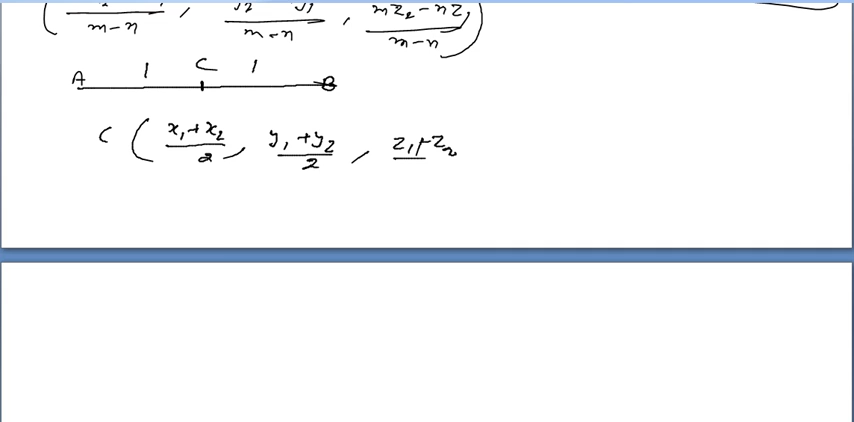 ( ‾‾‾/m-n , ‾‾‾/m-n , (mz₂-nz₁)/(m-n) )
A 1 C 1 B
C ( (x₁+x₂)/2 , (y₁+y₂)/2 , z₁+z₂